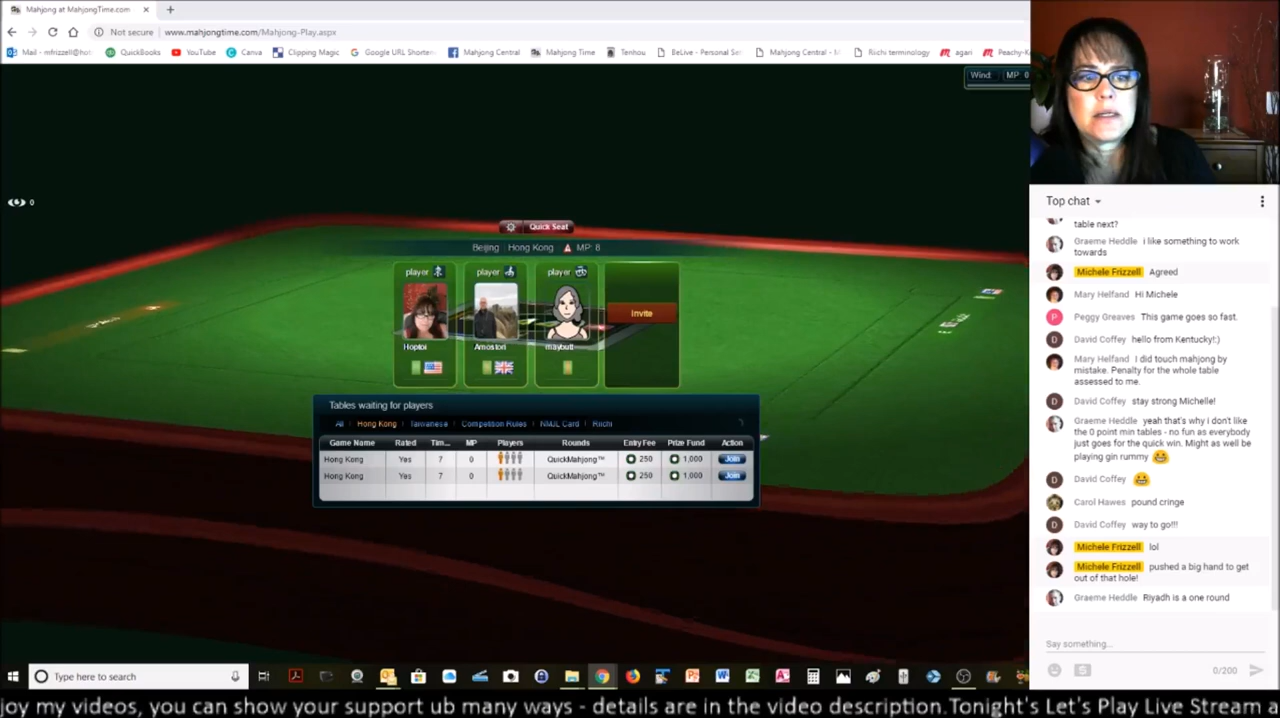 Mahjong at MahjongTime.com
Not secure | www.mahjongtime.com/Mahjong-Play.aspx
Mail - mfrizzell@hot
QuickBooks
YouTube
Canva
Clipping Magic
Google URL Shorten
Mahjong Central
Mahjong Time
Tenhou
BeLive - Personal Se
Mahjong Central - M
Riichi terminology
agari
Peachy-K
Wind: MP 0
0
Quick Seat
Beijing Hong Kong MP: 8
player player player
Invite
Hoptoi Amoston maybutt
Tables waiting for players
All Hong Kong Taiwanese Competition Rules NMJL Card Riichi
Game Name Rated Tim... MP Players Rounds Entry Fee Prize Fund Action
Hong Kong Yes 7 0 QuickMahjong™ 250 1,000 Join
Hong Kong Yes 7 0 QuickMahjong™ 250 1,000 Join
Top chat
table next?
Graeme Heddle i like something to work
towards
Michele Frizzell Agreed
Mary Helfand Hi Michele
Peggy Greaves This game goes so fast.
David Coffey hello from Kentucky!:)
Mary Helfand I did touch mahjong by
mistake. Penalty for the whole table
assessed to me.
David Coffey stay strong Michelle!
Graeme Heddle yeah that's why i don't like
the 0 point min tables - no fun as everybody
just goes for the quick win. Might as well be
playing gin rummy 😁
David Coffey 😁
Carol Hawes pound cringe
David Coffey way to go!!!
Michele Frizzell lol
Michele Frizzell pushed a big hand to get
out of that hole!
Graeme Heddle Riyadh is a one round
Say something...
0/200
Type here to search
joy my videos, you can show your support ub many ways - details are in the video description.Tonight's Let's Play Live Stream a